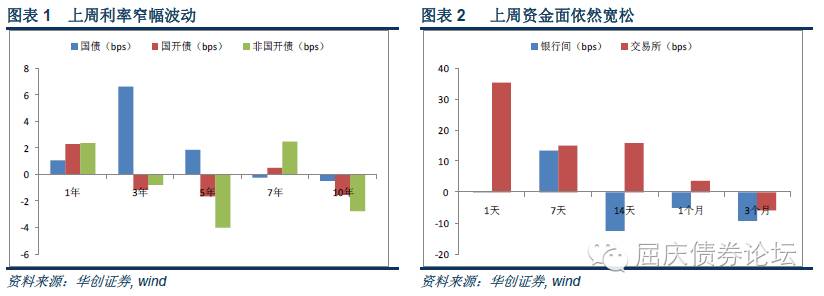 图表 1 上周利率窄幅波动
国债（bps） 国开债（bps） 非国开债（bps）
8
6
4
2
0
-2
-4
-6
1年 3年 5年 7年 10年
资料来源：华创证券, wind
图表 2 上周资金面依然宽松
银行间（bps） 交易所（bps）
40
30
20
10
0
-10
-20
1天 7天 14天 1个月 3个月
资料来源：华创证券, wind
屈庆债券论坛